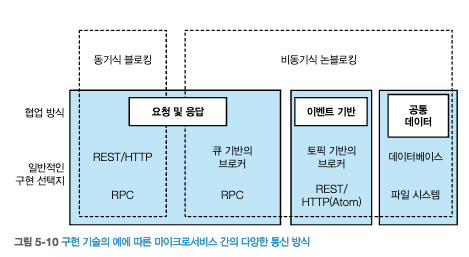 동기식 블로킹
비동기식 논블로킹
협업 방식
요청 및 응답
이벤트 기반
공통
데이터
일반적인
구현 선택지
REST/HTTP
RPC
큐 기반의
브로커
RPC
토픽 기반의
브로커
REST/
HTTP(Atom)
데이터베이스
파일 시스템
그림 5-10 구현 기술의 예에 따른 마이크로서비스 간의 다양한 통신 방식